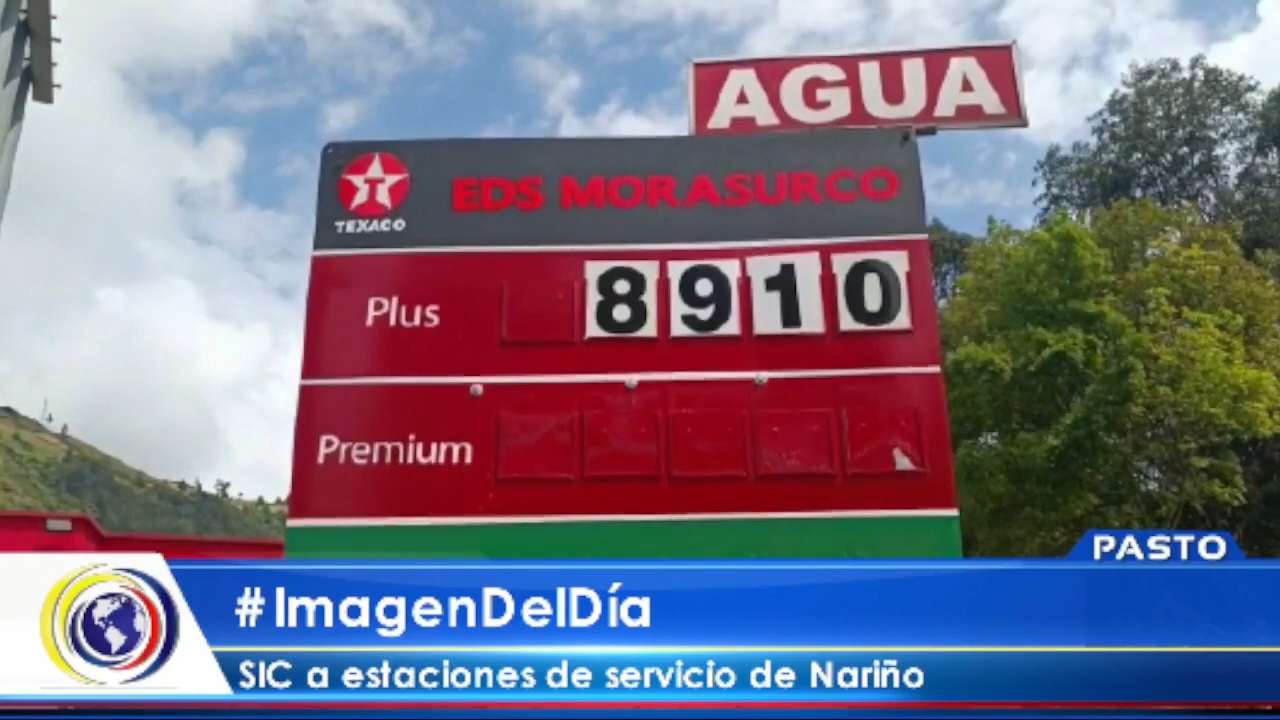 AGUA
TEXACO
EDS MORASURCO
Plus 8910
Premium
PASTO
#ImagenDelDía
SIC a estaciones de servicio de Nariño